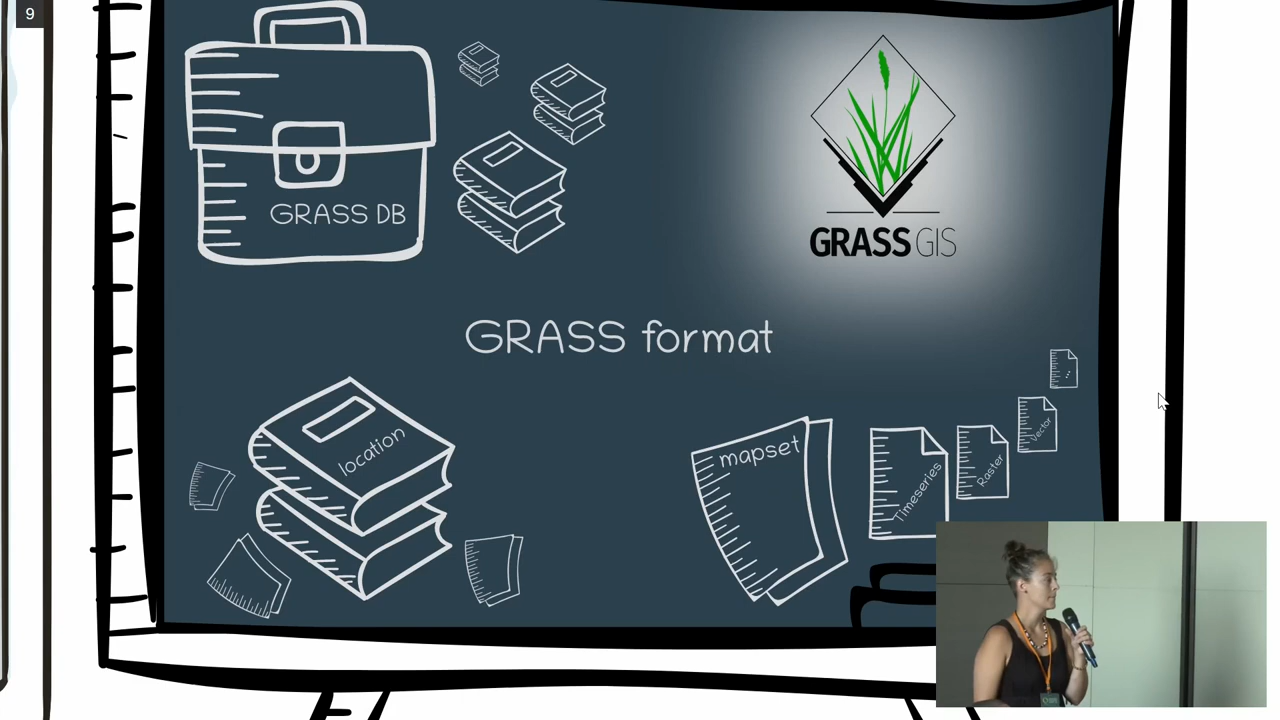 9
GRASS DB
GRASS GIS
GRASS format
location
mapset
Timeseries
Raster
Vector